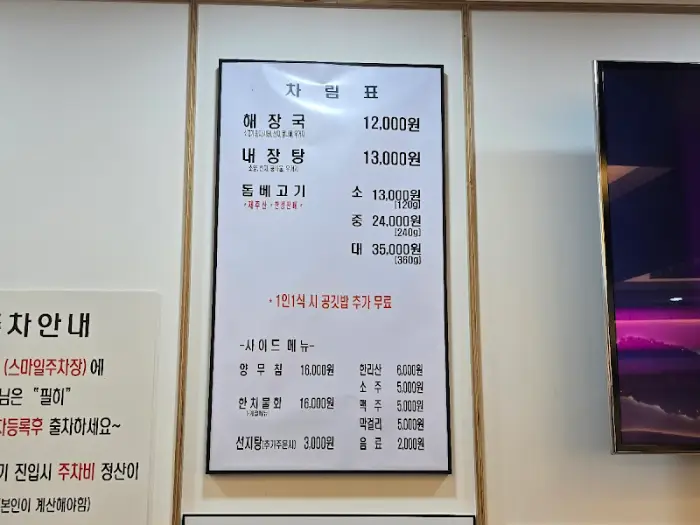 차 림 표
해 장 국 12,000원
내 장 탕 13,000원
돔베고기 소 13,000원
(120g)
중 24,000원
(240g)
대 35,000원
(360g)
* 1인1식 시 공깃밥 추가 무료
-사이드 메뉴-
양 무 침 16,000원
한치물회 16,000원
선지탕(추가주문시) 3,000원
한라산 6,000원
소 주 5,000원
맥 주 5,000원
막걸리 5,000원
음 료 2,000원
차안내
(스마일주차장)에
님은 "필히"
차등록후 출차하세요~
기 진입시 주차비 정산이
본인이 계산해야함)